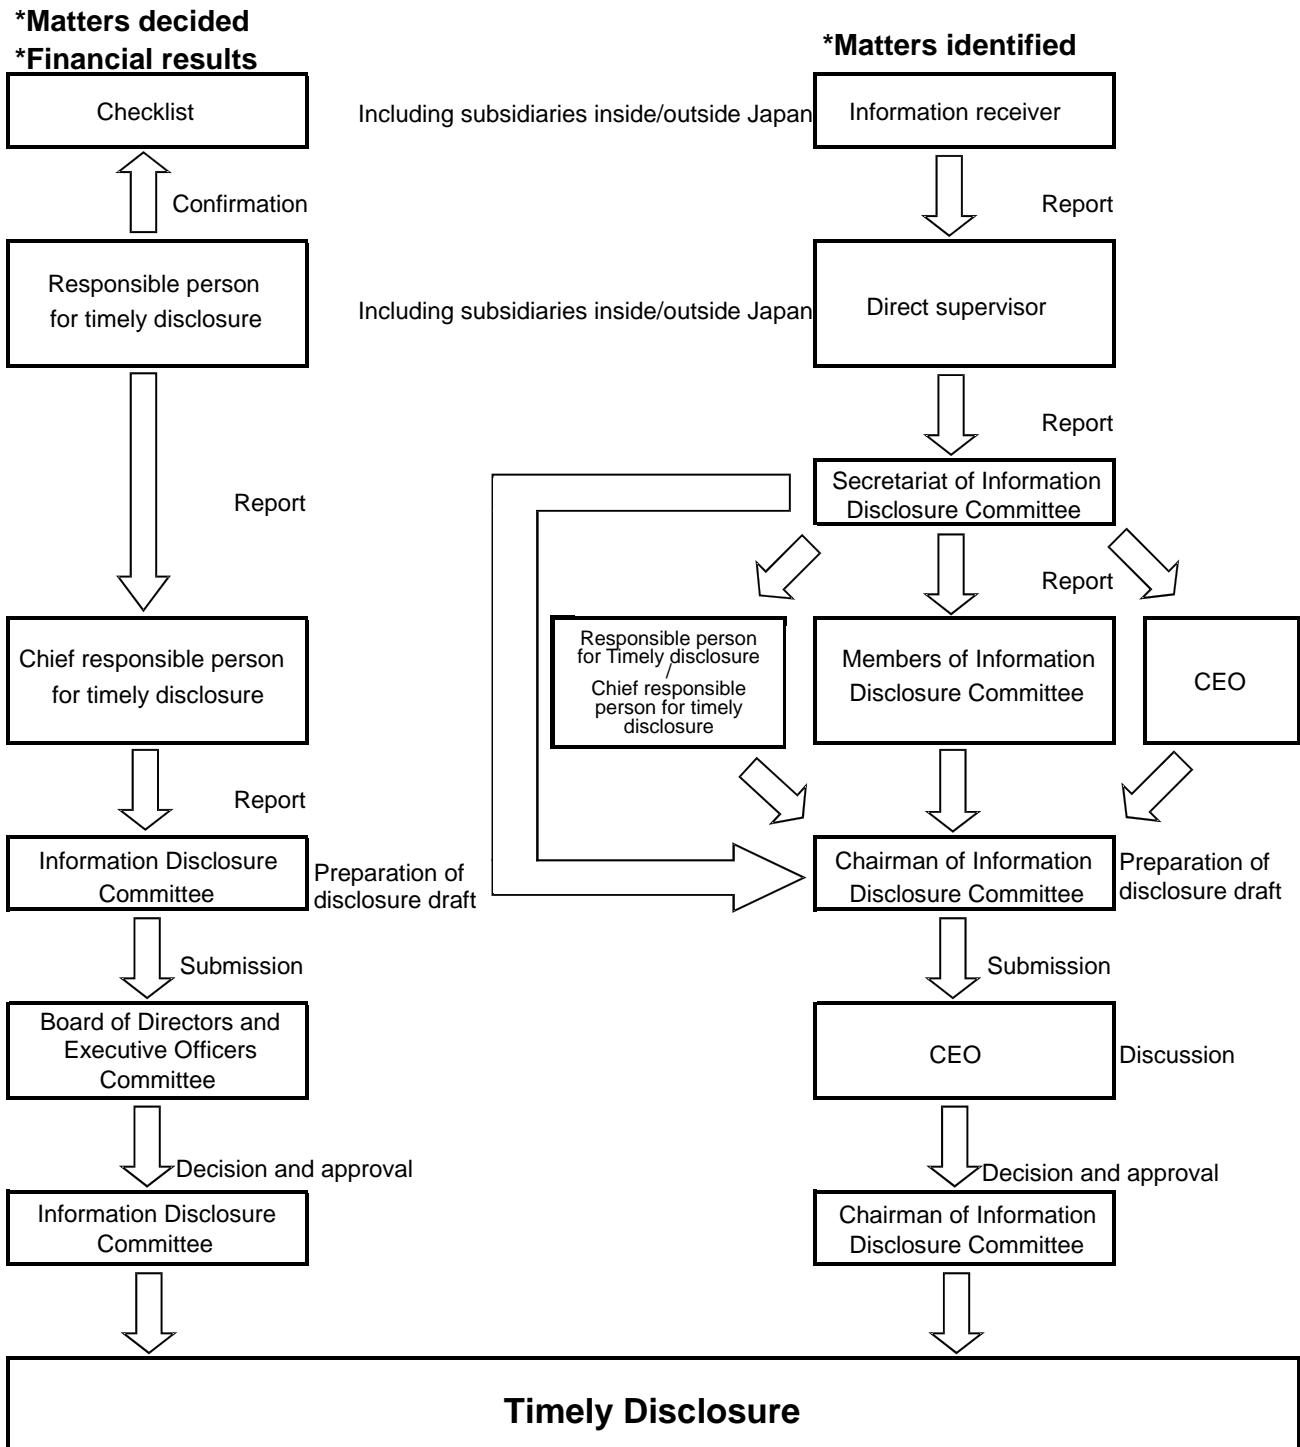 *Matters decided
*Financial results
*Matters identified
Checklist
Including subsidiaries inside/outside Japan
Information receiver
Confirmation
Report
Responsible person
for timely disclosure
Including subsidiaries inside/outside Japan
Direct supervisor
Report
Secretariat of Information
Disclosure Committee
Report
Report
Chief responsible person
for timely disclosure
Responsible person
for Timely disclosure
/
Chief responsible
person for timely
disclosure
Members of Information
Disclosure Committee
CEO
Report
Information Disclosure
Committee
Preparation of
disclosure draft
Chairman of Information
Disclosure Committee
Preparation of
disclosure draft
Submission
Submission
Board of Directors and
Executive Officers
Committee
CEO
Discussion
Decision and approval
Decision and approval
Information Disclosure
Committee
Chairman of Information
Disclosure Committee
Timely Disclosure